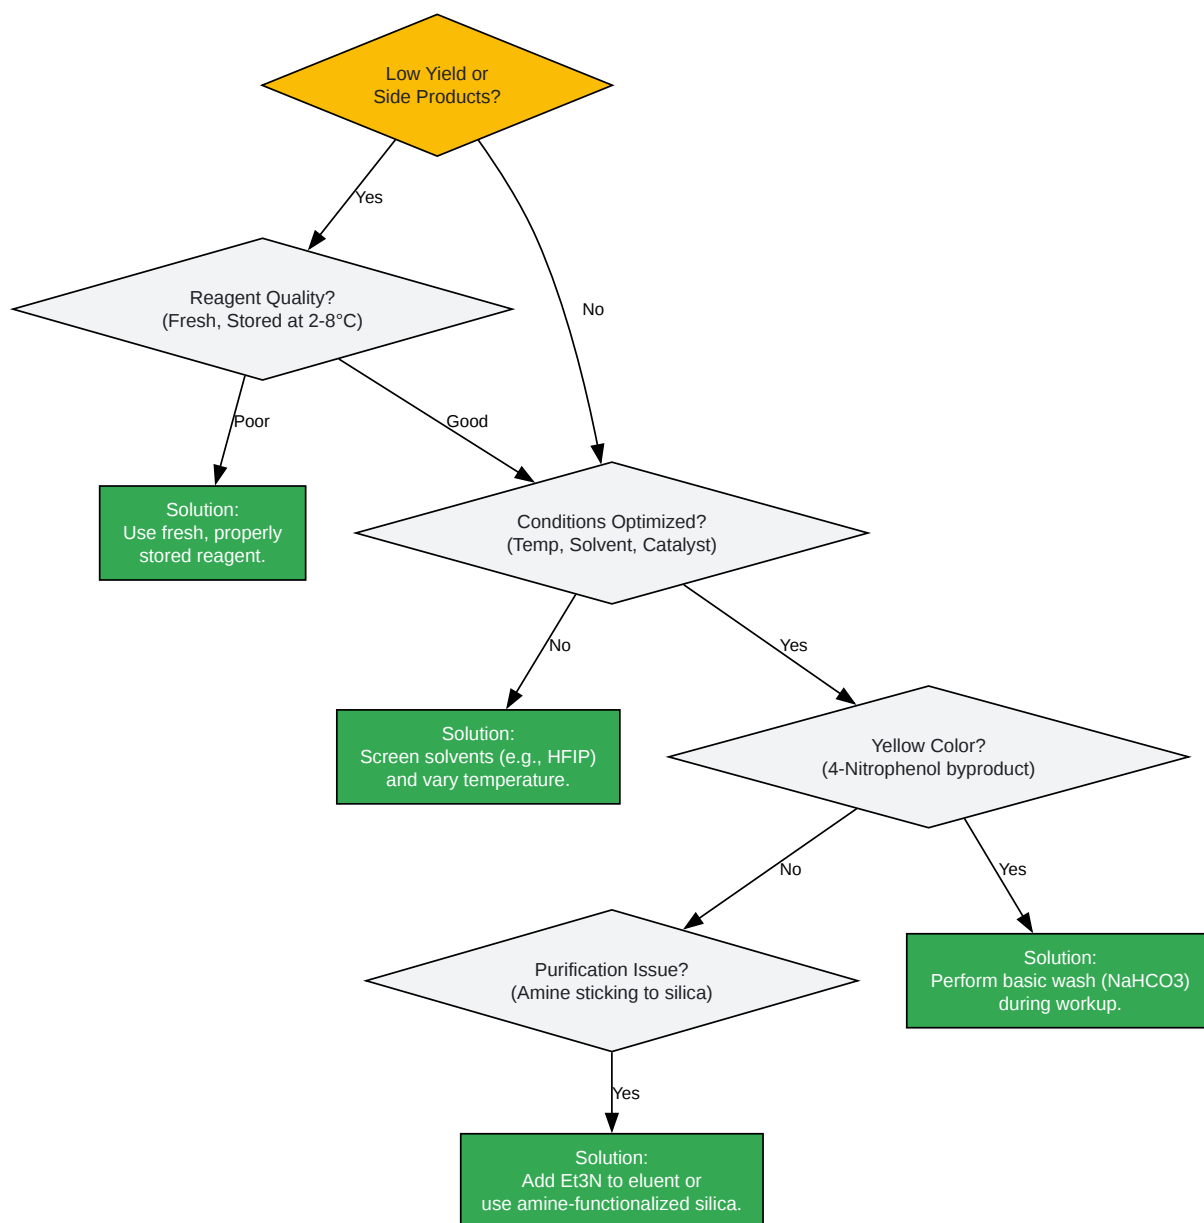 Low Yield or
Side Products?
Yes
No
Reagent Quality?
(Fresh, Stored at 2-8°C)
Poor
Good
Solution:
Use fresh, properly
stored reagent.
Conditions Optimized?
(Temp, Solvent, Catalyst)
No
Yes
Solution:
Screen solvents (e.g., HFIP)
and vary temperature.
Yellow Color?
(4-Nitrophenol byproduct)
No
Yes
Purification Issue?
(Amine sticking to silica)
Solution:
Perform basic wash (NaHCO3)
during workup.
Yes
Solution:
Add Et3N to eluent or
use amine-functionalized silica.